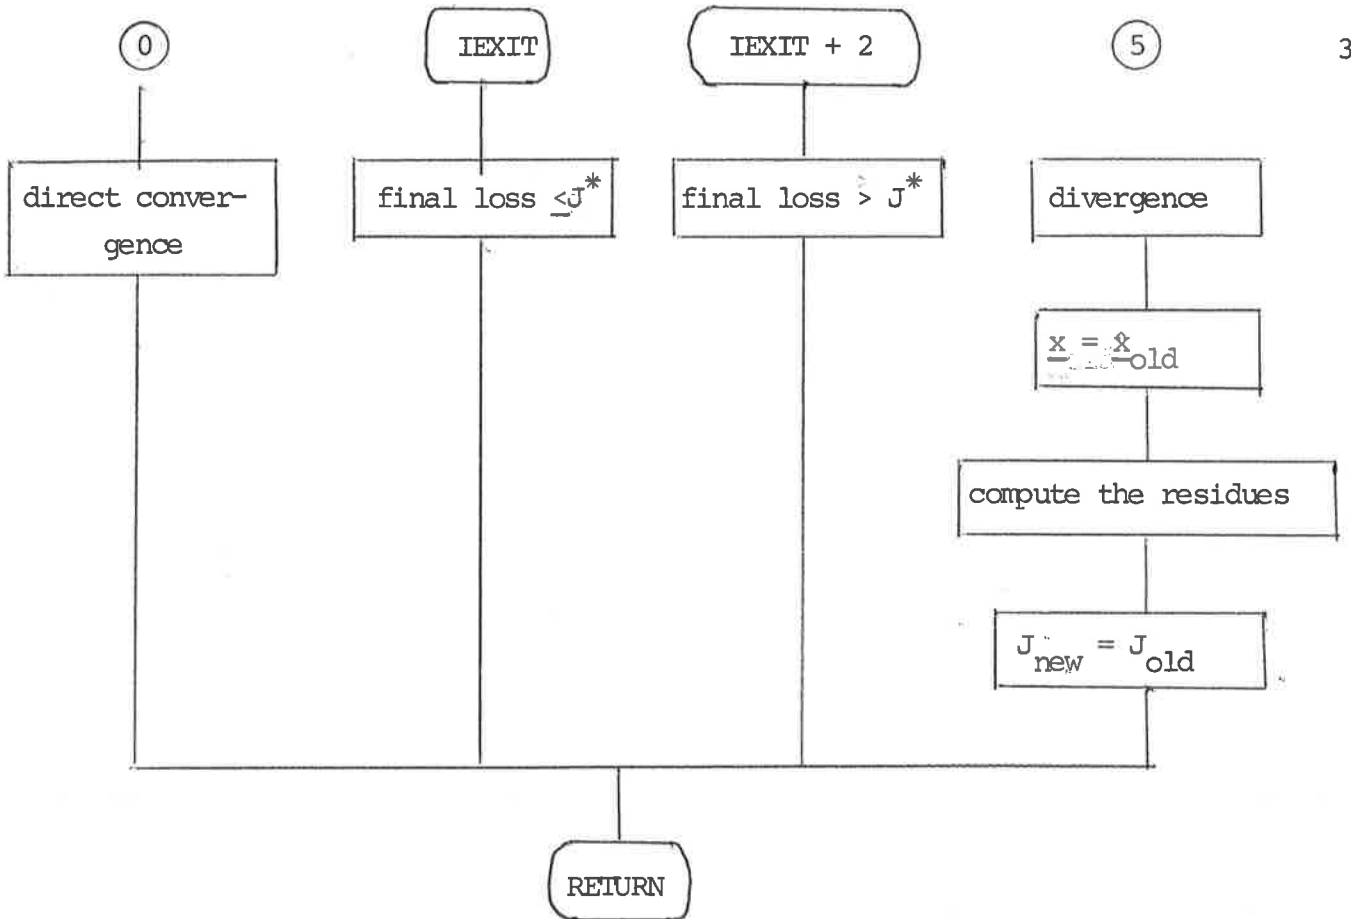 0
IEXIT
IEXIT + 2
5
3
direct conver-
gence
final loss ≤J*
final loss > J*
divergence
x = x̂old
compute the residues
Jnew = Jold
RETURN